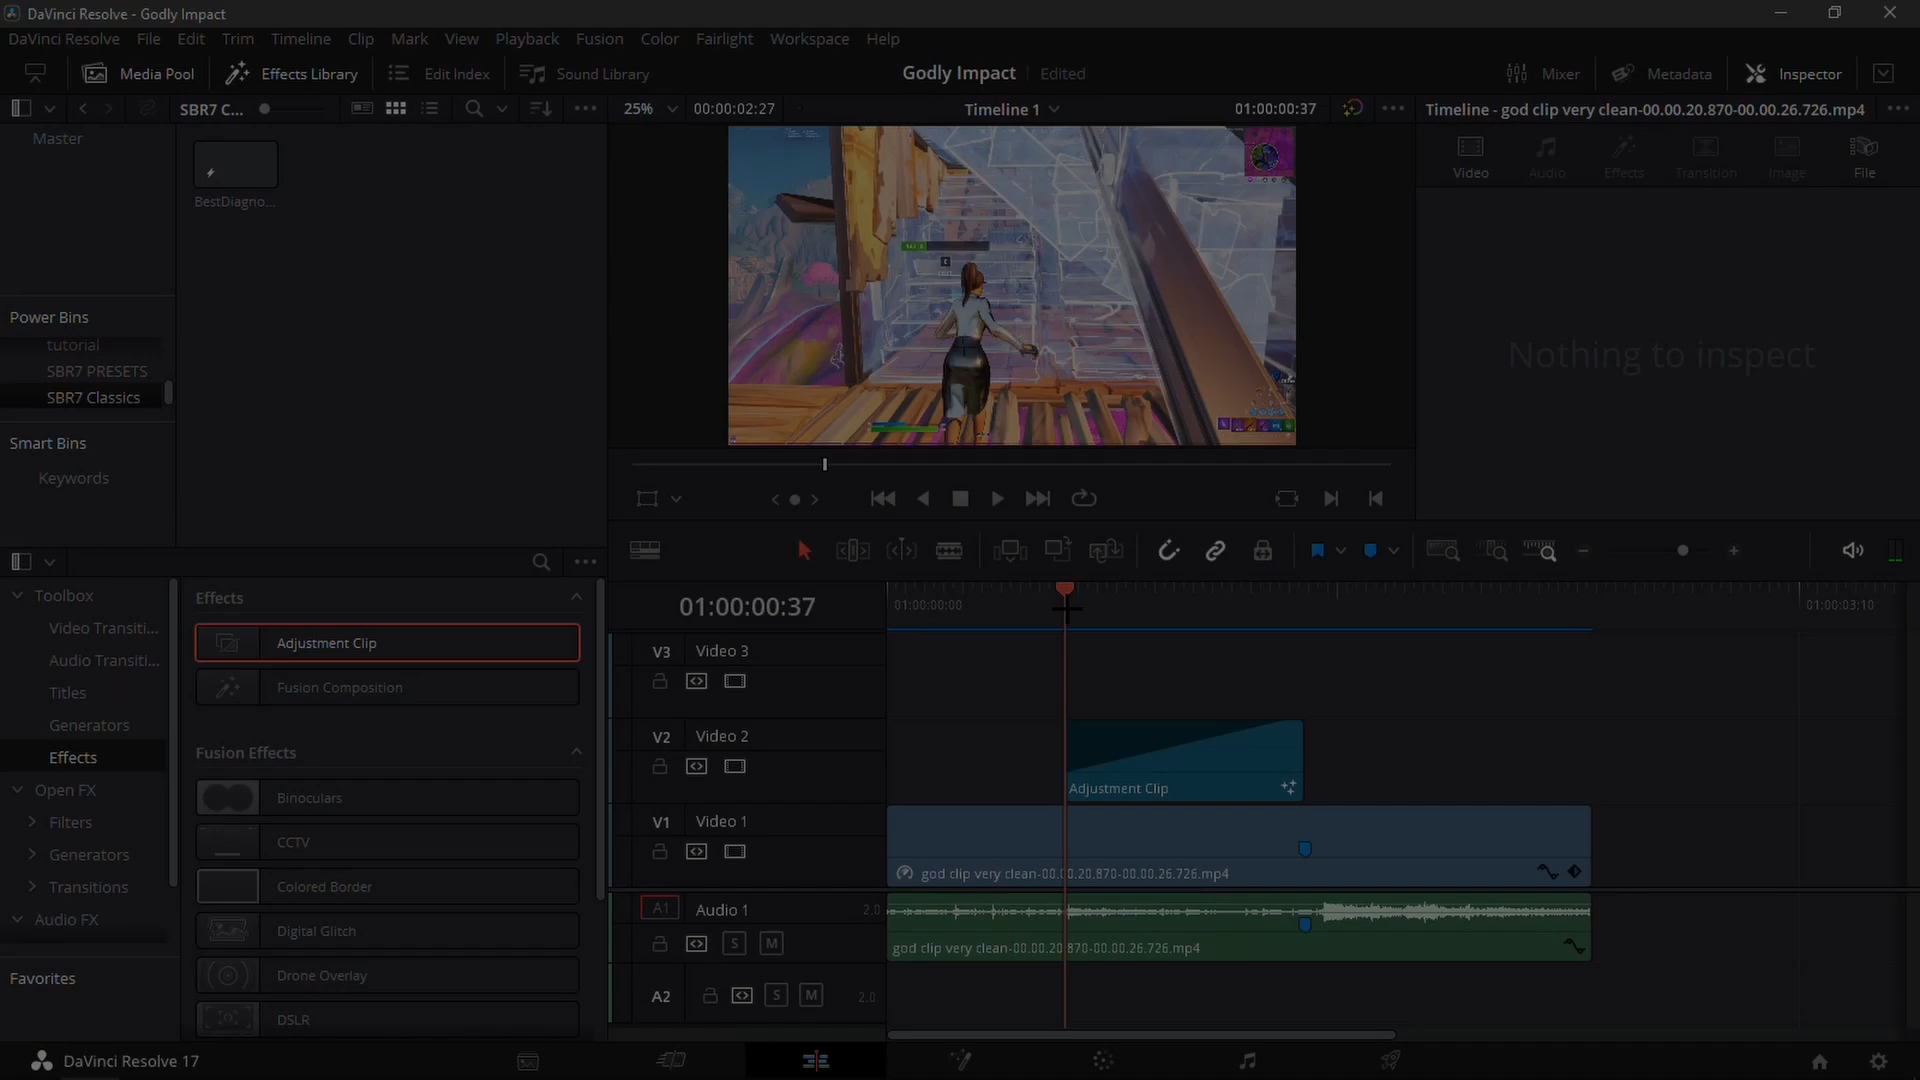 DaVinci Resolve - Godly Impact
DaVinci Resolve File Edit Trim Timeline Clip Mark View Playback Fusion Color Fairlight Workspace Help
Media Pool Effects Library Edit Index Sound Library Godly Impact Edited Mixer Metadata Inspector
SBR7 C... 25% 00:00:02:27 Timeline 1 01:00:00:37 Timeline - god clip very clean-00.00.20.870-00.00.26.726.mp4
Master
BestDiagno...
Video Audio Effects Transition Image File
Nothing to inspect
Power Bins
tutorial
SBR7 PRESETS
SBR7 Classics
Smart Bins
Keywords
Toolbox
Video Transiti...
Audio Transiti...
Titles
Generators
Effects
Open FX
Filters
Generators
Transitions
Audio FX
Favorites
Effects
Adjustment Clip
Fusion Composition
Fusion Effects
Binoculars
CCTV
Colored Border
Digital Glitch
Drone Overlay
DSLR
01:00:00:37 01:00:00:00 01:00:03:10
V3 Video 3
V2 Video 2
Adjustment Clip
V1 Video 1
god clip very clean-00.00.20.870-00.00.26.726.mp4
A1 Audio 1 2.0
S M
god clip very clean-00.00.20.870-00.00.26.726.mp4
A2 S M 2.0
DaVinci Resolve 17